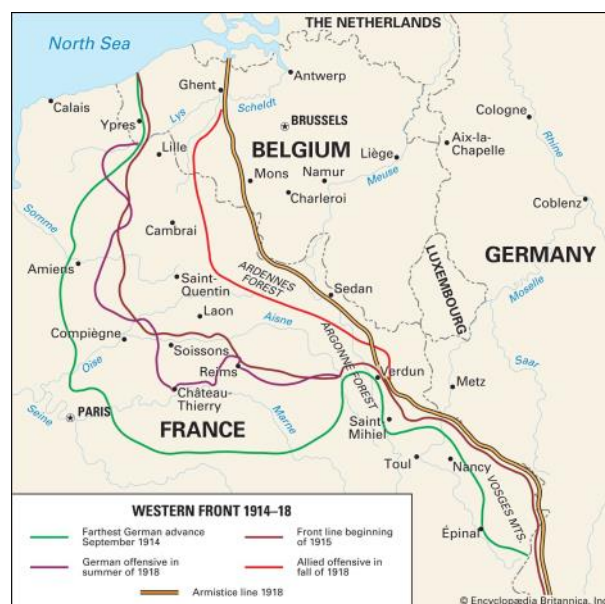 THE NETHERLANDS
North Sea
Antwerp
Ghent
Calais
Lys
Scheldt
Cologne
Ypres
BRUSSELS
Rhine
Lille
BELGIUM
Liège
Aix-la-
Chapelle
Mons
Namur
Meuse
Charleroi
Coblenz
Somme
Cambrai
GERMANY
Amiens
ARDENNES
FOREST
LUXEMBOURG
Saint-
Quentin
Sedan
Moselle
Laon
Aisne
Compiègne
Soissons
ARGONNE FOREST
Saar
Oise
Reims
Verdun
Metz
Château-
Thierry
Seine
PARIS
Marne
FRANCE
Saint
Mihiel
Toul
Nancy
VOSGES MTS.
Épinal
WESTERN FRONT 1914–18
Farthest German advance
September 1914
Front line beginning
of 1915
German offensive in
summer of 1918
Allied offensive in
fall of 1918
Armistice line 1918
© Encyclopædia Britannica, Inc.